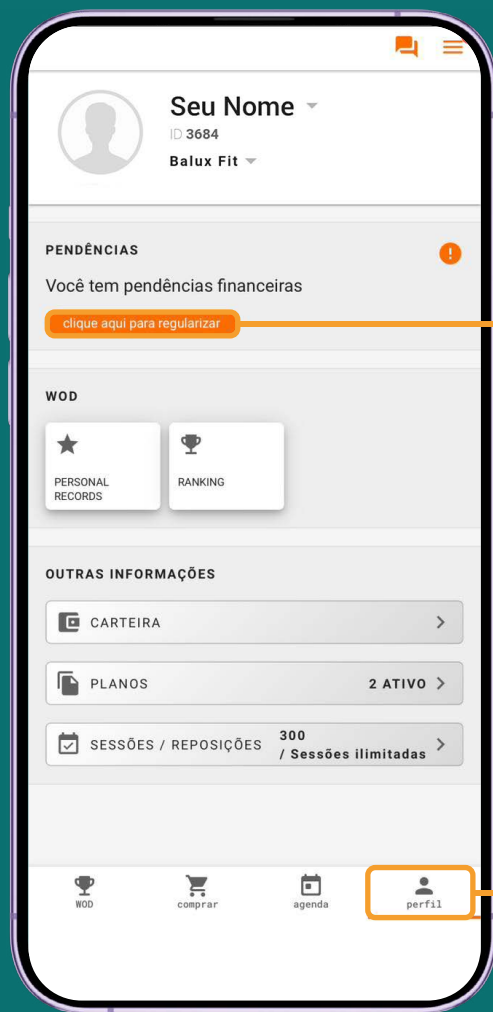 Seu Nome
ID 3684
Balux Fit
PENDÊNCIAS
Você tem pendências financeiras
clique aqui para regularizar
WOD
PERSONAL
RECORDS
RANKING
OUTRAS INFORMAÇÕES
CARTEIRA
PLANOS 2 ATIVO
SESSÕES / REPOSIÇÕES 300
/ Sessões ilimitadas
WOD comprar agenda perfil